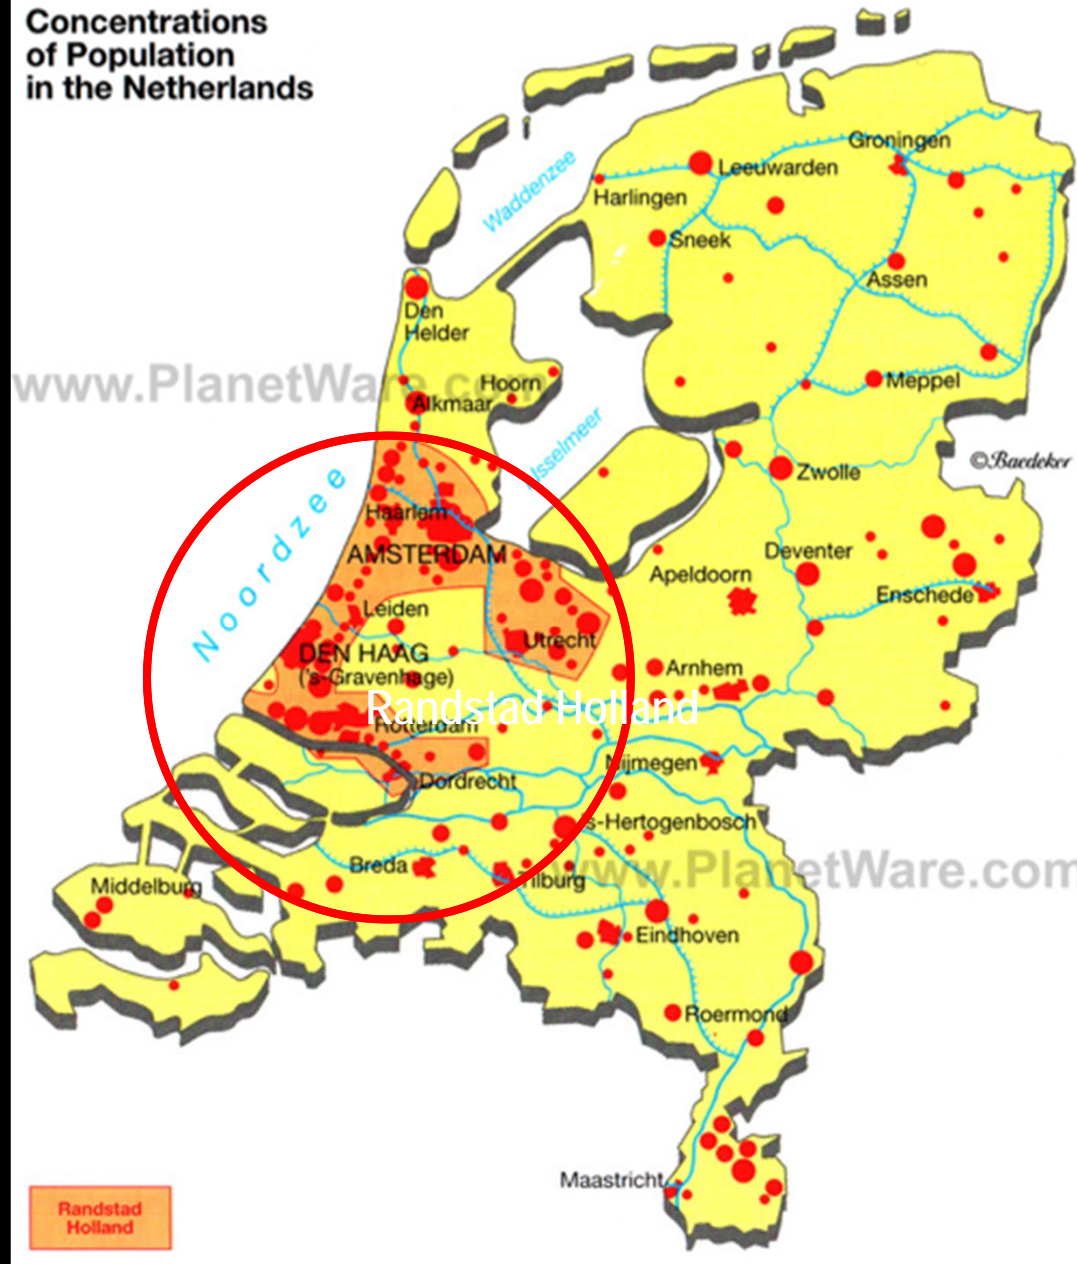 Concentrations
of Population
in the Netherlands
Waddenzee
Groningen
Leeuwarden
Harlingen
Sneek
Assen
Den
Helder
www.PlanetWare.com
Hoorn
Meppel
Alkmaar
IJsselmeer
©Baedeker
Zwolle
Noordzee
Haarlem
AMSTERDAM
Deventer
Apeldoorn
Enschede
Leiden
Utrecht
DEN HAAG
('s-Gravenhage)
Arnhem
Randstad Holland
Rotterdam
Nijmegen
Dordrecht
's-Hertogenbosch
Breda
www.PlanetWare.com
Tilburg
Middelburg
Eindhoven
Roermond
Maastricht
Randstad
Holland